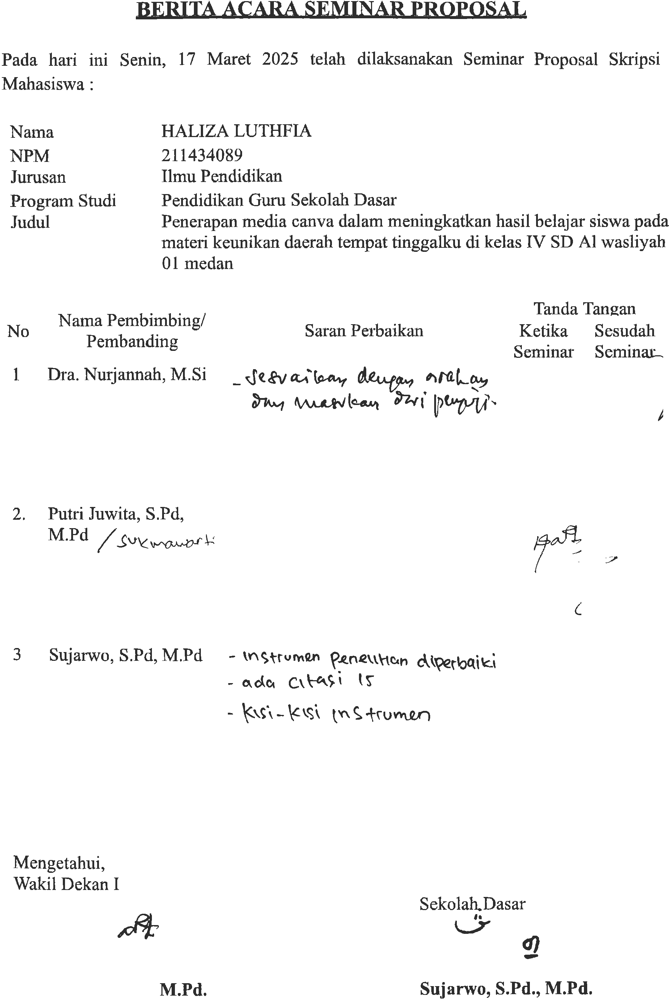 BERITA ACARA SEMINAR PROPOSAL
Pada hari ini Senin, 17 Maret 2025 telah dilaksanakan Seminar Proposal Skripsi
Mahasiswa :
Nama HALIZA LUTHFIA
NPM 211434089
Jurusan Ilmu Pendidikan
Program Studi Pendidikan Guru Sekolah Dasar
Judul Penerapan media canva dalam meningkatkan hasil belajar siswa pada
materi keunikan daerah tempat tinggalku di kelas IV SD Al wasliyah
01 medan
No Nama Pembimbing/ Pembanding Saran Perbaikan Tanda Tangan
Ketika Seminar Sesudah Seminar
1 Dra. Nurjannah, M.Si - Sesuaikan dengan arahan
dan masukan dari penguji.
2. Putri Juwita, S.Pd,
M.Pd / Sukmawarti
3 Sujarwo, S.Pd, M.Pd - instrumen penelitian diperbaiki
- ada citasi 15
- kisi-kisi instrumen
Mengetahui,
Wakil Dekan I
Sekolah Dasar
M.Pd. Sujarwo, S.Pd., M.Pd.